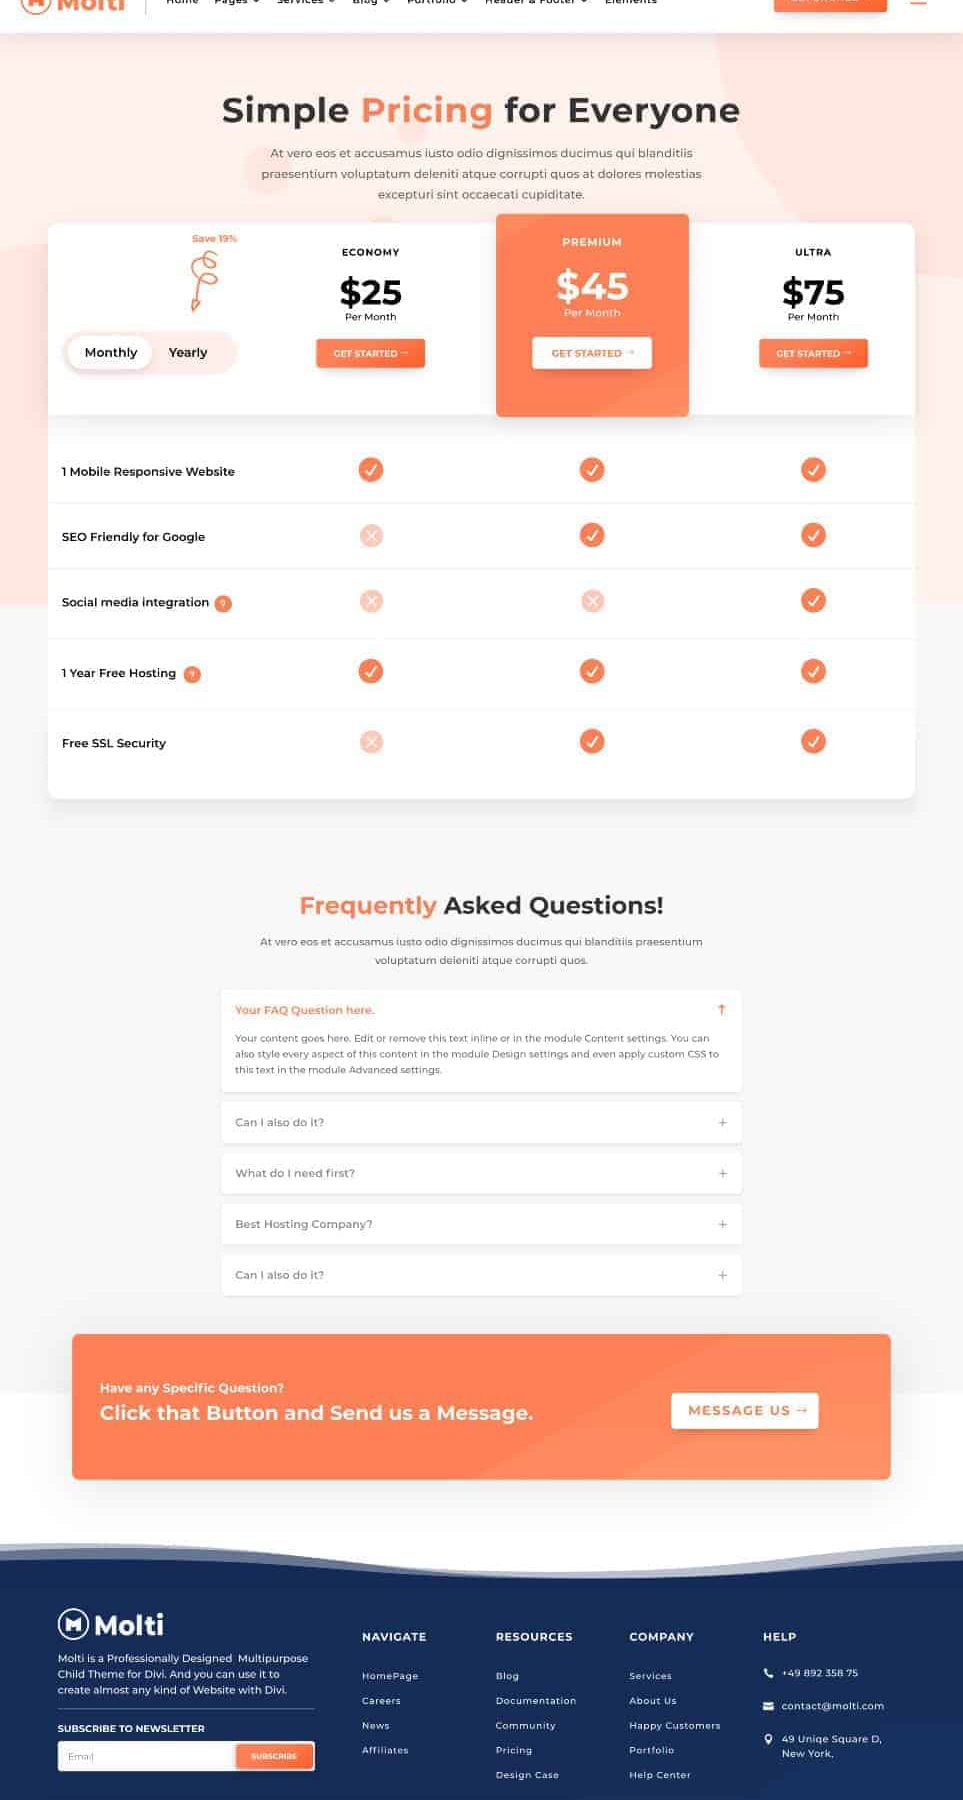 Molti
Home Pages Services Blog Portfolio Header & Footer Elements
Simple Pricing for Everyone
At vero eos et accusamus iusto odio dignissimos ducimus qui blanditiis
praesentium voluptatum deleniti atque corrupti quos at dolores molestias
excepturi sint occaecati cupiditate.
Save 19%
Monthly Yearly
ECONOMY
$25
Per Month
GET STARTED →
PREMIUM
$45
Per Month
GET STARTED →
ULTRA
$75
Per Month
GET STARTED →
1 Mobile Responsive Website
SEO Friendly for Google
Social media integration ?
1 Year Free Hosting ?
Free SSL Security
Frequently Asked Questions!
At vero eos et accusamus iusto odio dignissimos ducimus qui blanditiis praesentium
voluptatum deleniti atque corrupti quos.
Your FAQ Question here.
Your content goes here. Edit or remove this text inline or in the module Content settings. You can
also style every aspect of this content in the module Design settings and even apply custom CSS to
this text in the module Advanced settings.
Can I also do it?
What do I need first?
Best Hosting Company?
Can I also do it?
Have any Specific Question?
Click that Button and Send us a Message.
MESSAGE US →
Molti
Molti is a Professionally Designed Multipurpose
Child Theme for Divi. And you can use it to
create almost any kind of Website with Divi.
SUBSCRIBE TO NEWSLETTER
Email
SUBSCRIBE
NAVIGATE
HomePage
Careers
News
Affiliates
RESOURCES
Blog
Documentation
Community
Pricing
Design Case
COMPANY
Services
About Us
Happy Customers
Portfolio
Help Center
HELP
+49 892 358 75
contact@molti.com
49 Uniqe Square D,
New York.